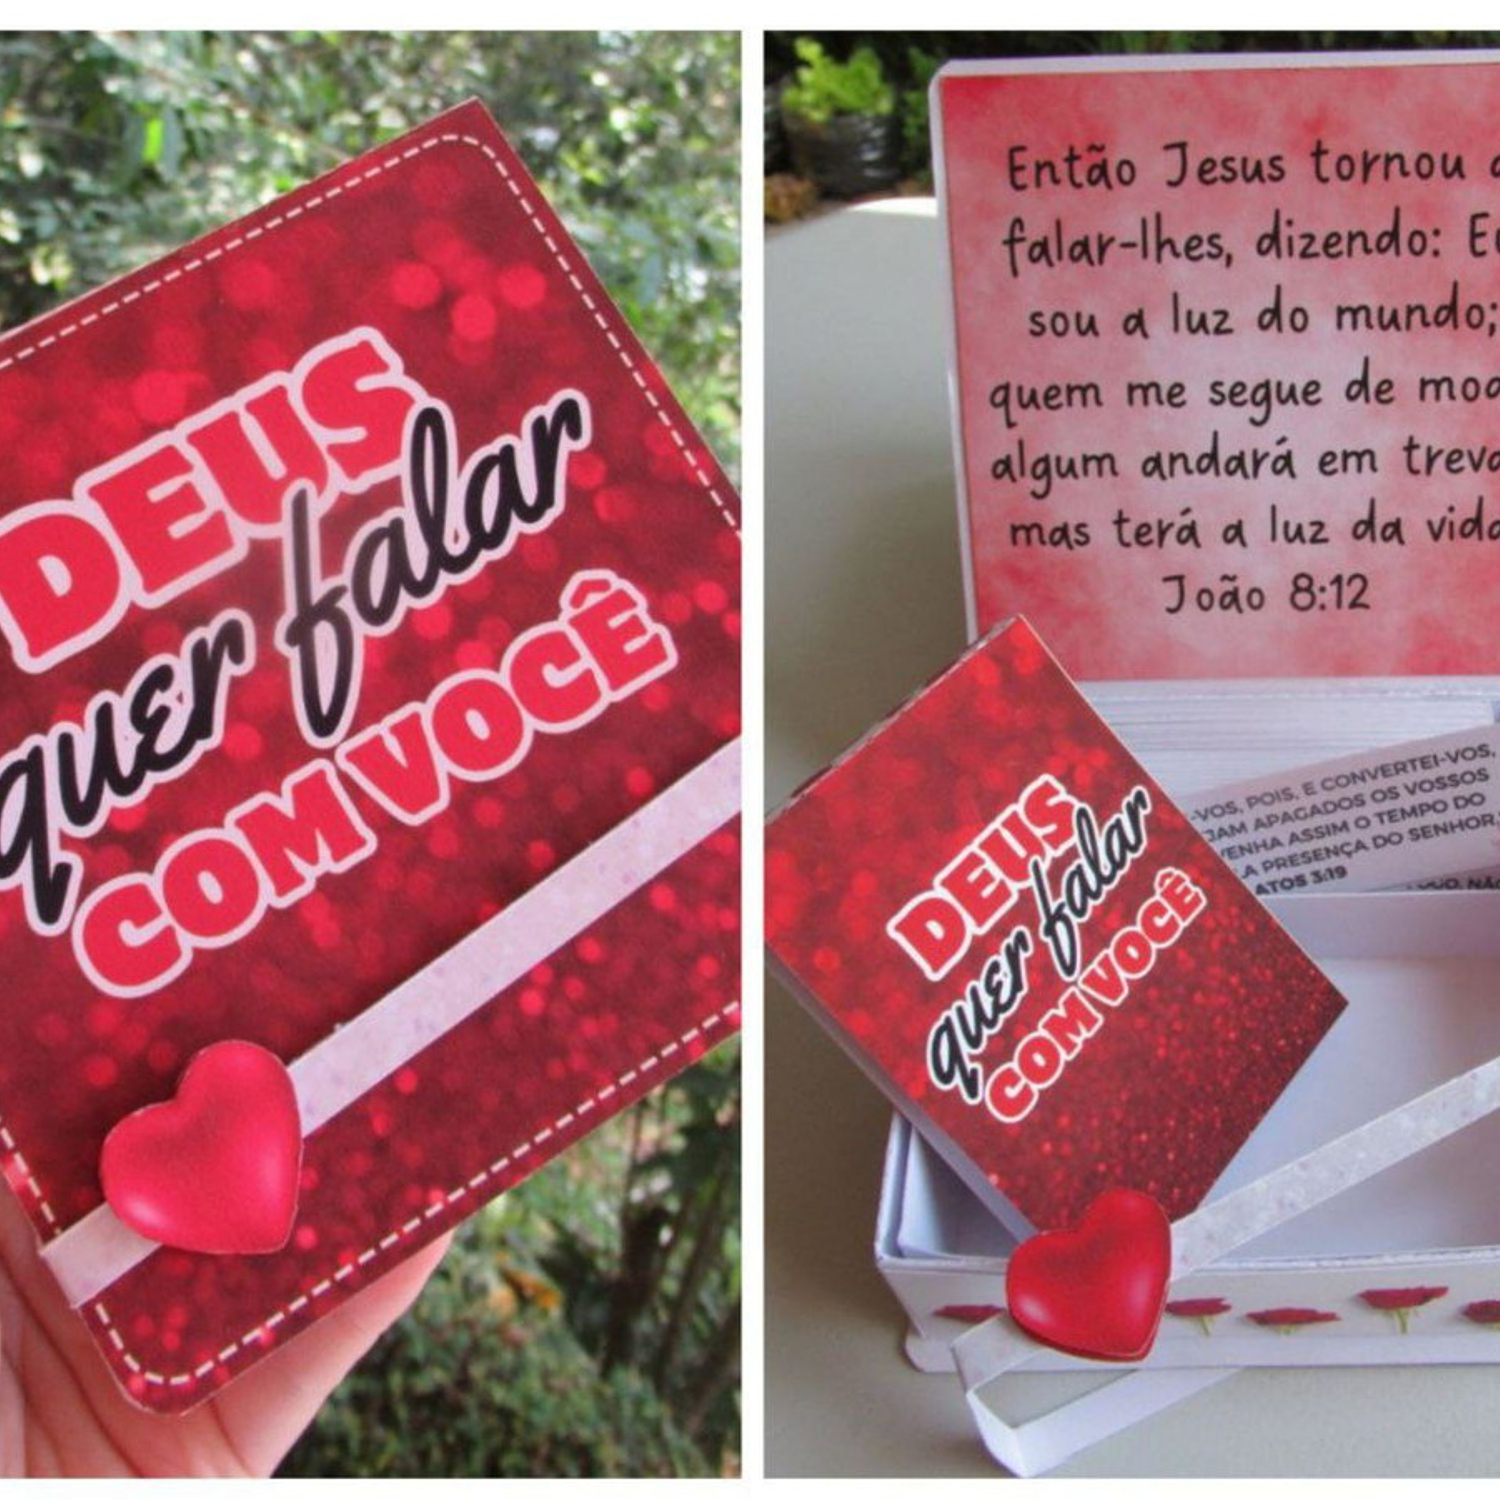 DEUS
quer falar
COM VOCÊ
Então Jesus tornou a
falar-lhes, dizendo: Eu
sou a luz do mundo;
quem me segue de mod
algum andará em treva
mas terá a luz da vida
João 8:12
DEUS
quer falar
COM VOCÊ
-VOS, POIS, E CONVERTEI-VOS,
JAM APAGADOS OS VOSSOS
VENHA ASSIM O TEMPO DO
A PRESENÇA DO SENHOR,
ATOS 3:19